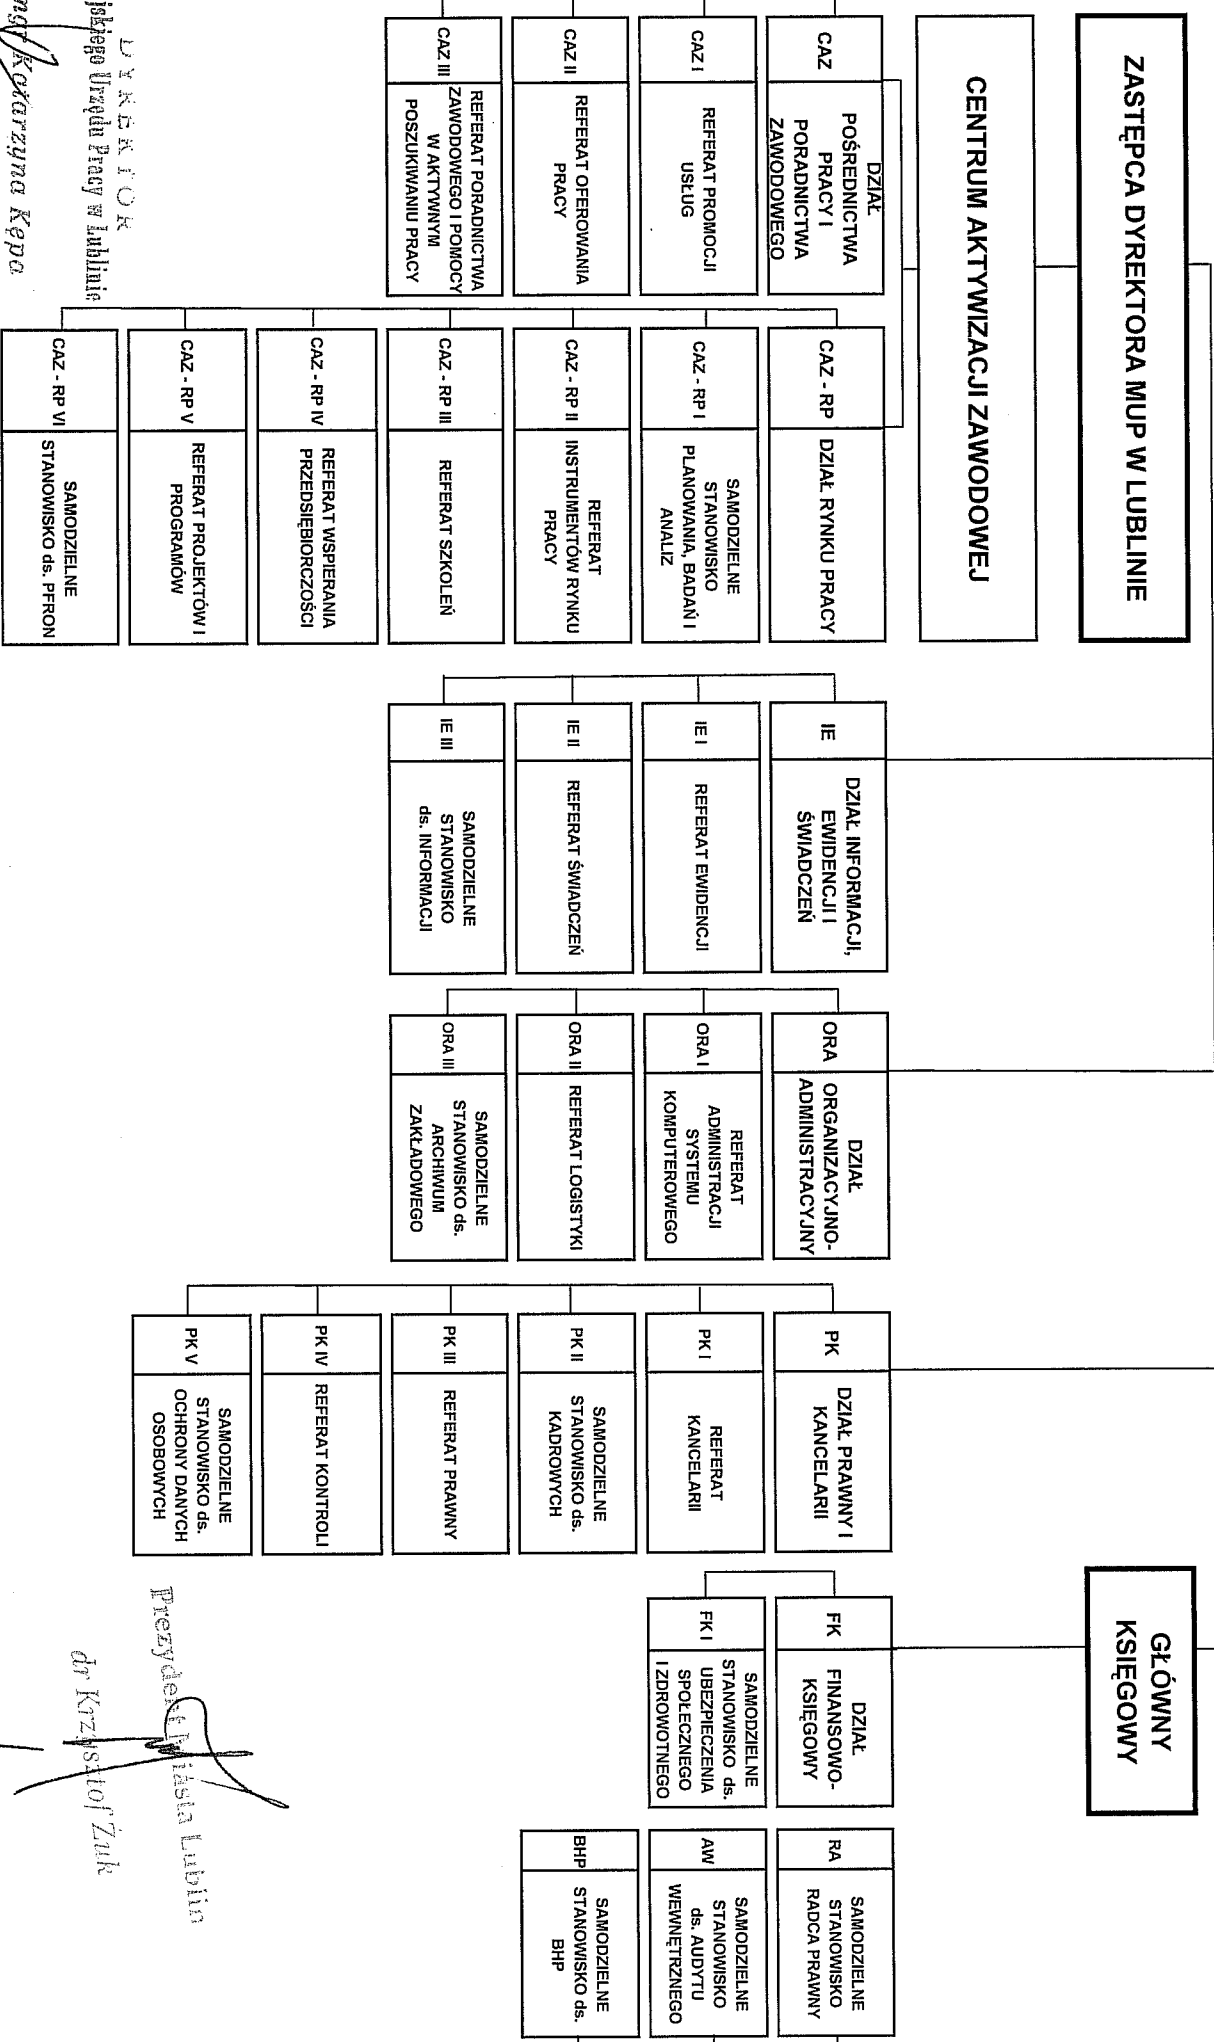 ZASTĘPCA DYREKTORA MUP W LUBLINIE
GŁÓWNY
KSIĘGOWY
CENTRUM AKTYWIZACJI ZAWODOWEJ
CAZ
DZIAŁ
POŚREDNICTWA
PRACY I
PORADNICTWA
ZAWODOWEGO
CAZ I
REFERAT PROMOCJI
USŁUG
CAZ II
REFERAT OFEROWANIA
PRACY
CAZ III
REFERAT PORADNICTWA
ZAWODOWEGO I POMOCY
W AKTYWNYM
POSZUKIWANIU PRACY
CAZ - RP
DZIAŁ RYNKU PRACY
CAZ - RP I
SAMODZIELNE
STANOWISKO
PLANOWANIA, BADAŃ I
ANALIZ
CAZ - RP II
REFERAT
INSTRUMENTÓW RYNKU
PRACY
CAZ - RP III
REFERAT SZKOLEŃ
CAZ - RP IV
REFERAT WSPIERANIA
PRZEDSIĘBIORCZOŚCI
CAZ - RP V
REFERAT PROJEKTÓW I
PROGRAMÓW
CAZ - RP VI
SAMODZIELNE
STANOWISKO ds. PFRON
IE
DZIAŁ INFORMACJI,
EWIDENCJI I
ŚWIADCZEŃ
IE I
REFERAT EWIDENCJI
IE II
REFERAT ŚWIADCZEŃ
IE III
SAMODZIELNE
STANOWISKO
ds. INFORMACJI
ORA
DZIAŁ
ORGANIZACYJNO-
ADMINISTRACYJNY
ORA I
REFERAT
ADMINISTRACJI
SYSTEMU
KOMPUTEROWEGO
ORA II
REFERAT LOGISTYKI
ORA III
SAMODZIELNE
STANOWISKO ds.
ARCHIWUM
ZAKŁADOWEGO
PK
DZIAŁ PRAWNY I
KANCELARII
PK I
REFERAT
KANCELARII
PK II
SAMODZIELNE
STANOWISKO ds.
KADROWYCH
PK III
REFERAT PRAWNY
PK IV
REFERAT KONTROLI
PK V
SAMODZIELNE
STANOWISKO ds.
OCHRONY DANYCH
OSOBOWYCH
FK
DZIAŁ
FINANSOWO-
KSIĘGOWY
FK I
SAMODZIELNE
STANOWISKO ds.
UBEZPIECZENIA
SPOŁECZNEGO
I ZDROWOTNEGO
RA
SAMODZIELNE
STANOWISKO
RADCA PRAWNY
AW
SAMODZIELNE
STANOWISKO
ds. AUDYTU
WEWNĘTRZNEGO
BHP
SAMODZIELNE
STANOWISKO ds.
BHP
DYREKTOR
jskiego Urzędu Pracy w Lublinie
mgr Katarzyna Kępa
Prezydent Miasta Lublin
dr Krzysztof Żuk